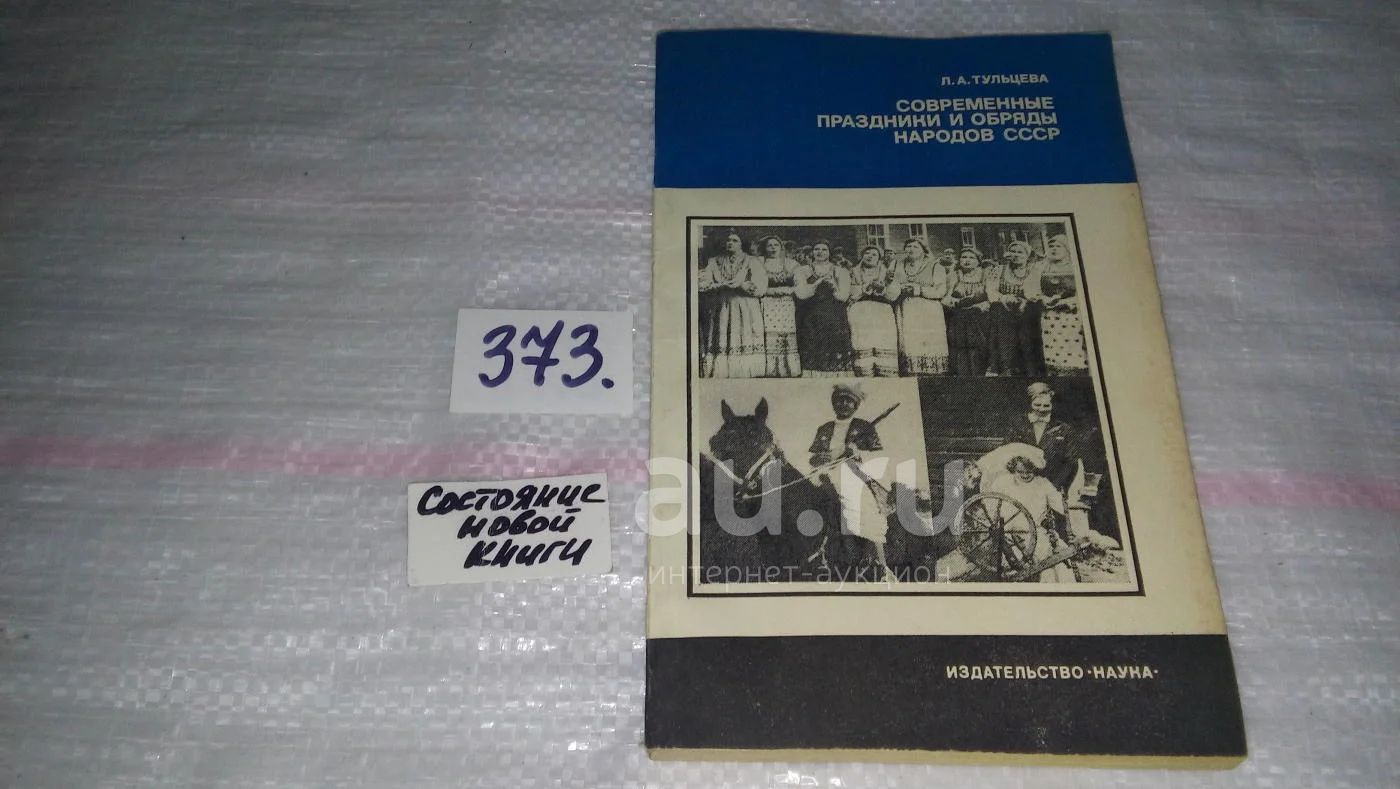 Л. А. ТУЛЬЦЕВА
СОВРЕМЕННЫЕ
ПРАЗДНИКИ И ОБРЯДЫ
НАРОДОВ СССР
373.
Состояние
новой
книги
au.ru
интернет-аукцион
ИЗДАТЕЛЬСТВО «НАУКА»